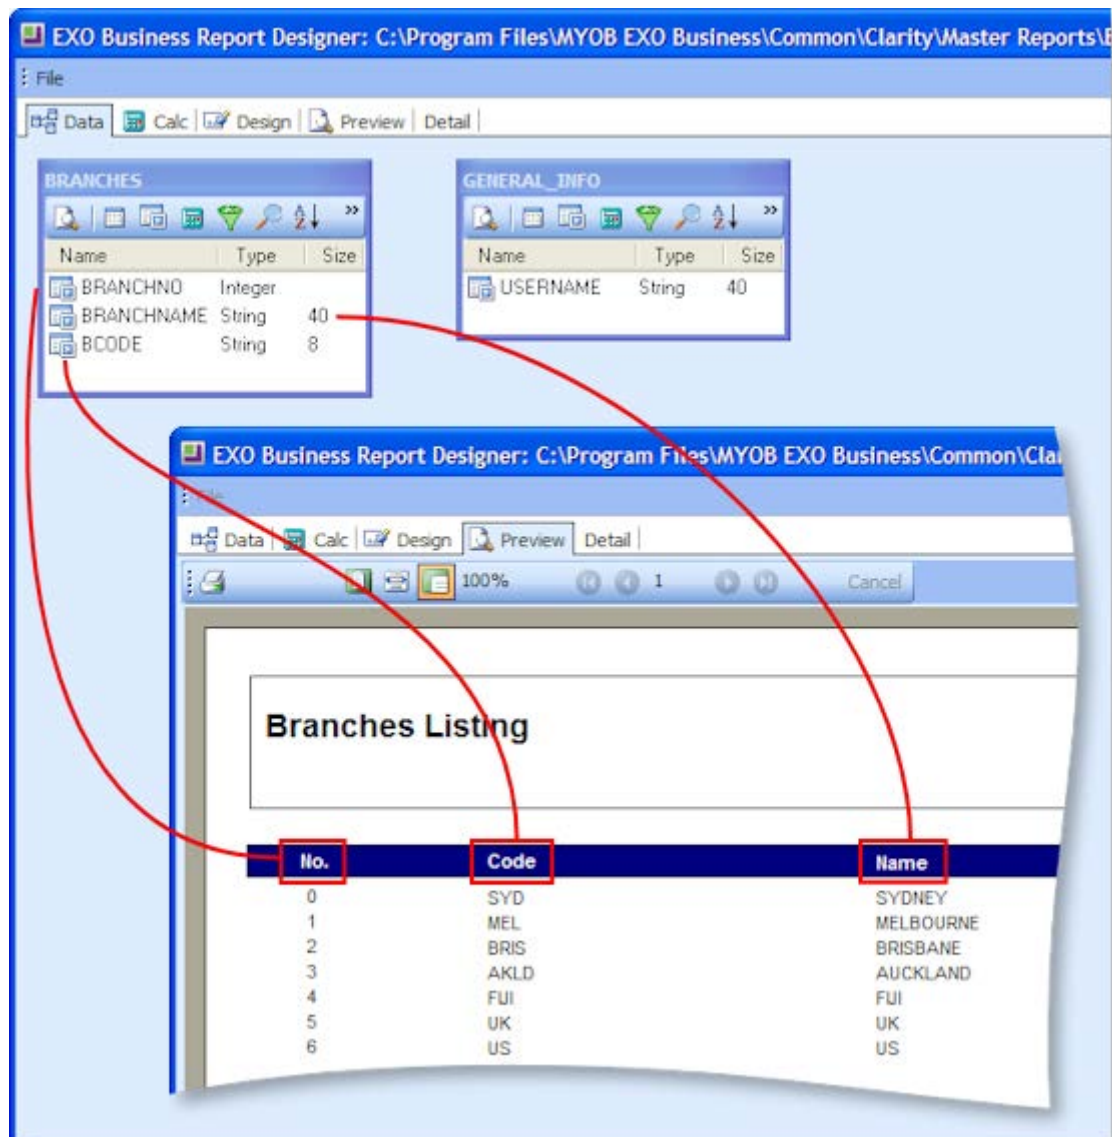 EXO Business Report Designer: C:\Program Files\MYOB EXO Business\Common\Clarity\Master Reports\
File
Data Calc Design Preview Detail
BRANCHES GENERAL_INFO
Name Type Size Name Type Size
BRANCHNO Integer USERNAME String 40
BRANCHNAME String 40
BCODE String 8
EXO Business Report Designer: C:\Program Files\MYOB EXO Business\Common\Cla
File
Data Calc Design Preview Detail
100% 1 Cancel
Branches Listing
No. Code Name
0 SYD SYDNEY
1 MEL MELBOURNE
2 BRIS BRISBANE
3 AKLD AUCKLAND
4 FIJI FIJI
5 UK UK
6 US US